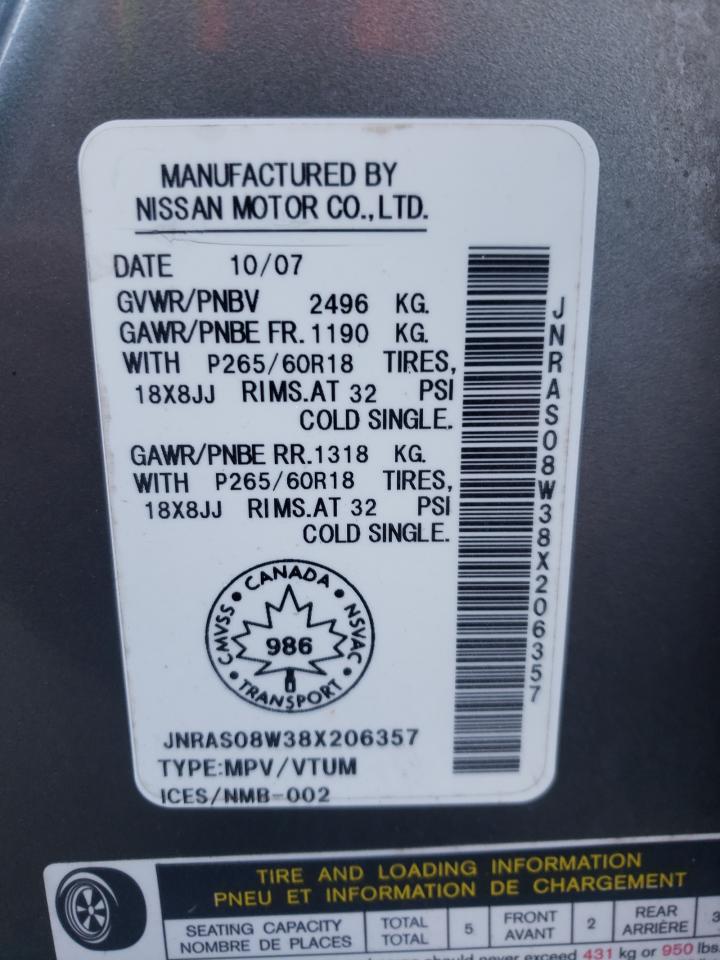 MANUFACTURED BY
NISSAN MOTOR CO.,LTD.
DATE 10/07
GVWR/PNBV 2496 KG.
GAWR/PNBE FR. 1190 KG.
WITH P265/60R18 TIRES,
18X8JJ RIMS.AT 32 PSI
COLD SINGLE.
GAWR/PNBE RR. 1318 KG.
WITH P265/60R18 TIRES,
18X8JJ RIMS.AT 32 PSI
COLD SINGLE.
JNRAS08W38X206357
CANADA
CMVSS NSVAC
986
TRANSPORT
JNRAS08W38X206357
TYPE:MPV/VTUM
ICES/NMB-002
TIRE AND LOADING INFORMATION
PNEU ET INFORMATION DE CHARGEMENT
SEATING CAPACITY TOTAL 5 FRONT 2 REAR 3
NOMBRE DE PLACES TOTAL AVANT ARRIÈRE
should never exceed 431 kg or 950 lbs.